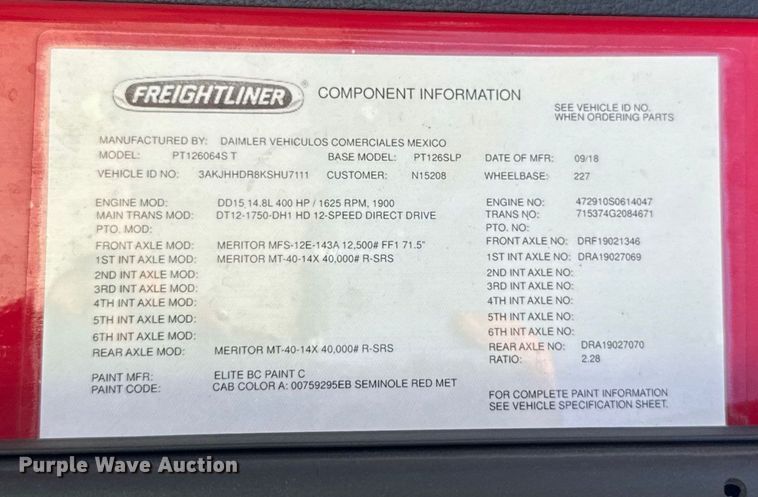 FREIGHTLINER
COMPONENT INFORMATION
SEE VEHICLE ID NO.
WHEN ORDERING PARTS
MANUFACTURED BY: DAIMLER VEHICULOS COMERCIALES MEXICO
MODEL: PT126064S T BASE MODEL: PT126SLP DATE OF MFR: 09/18
VEHICLE ID NO: 3AKJHHDR8KSHU7111 CUSTOMER: N15208 WHEELBASE: 227
ENGINE MOD: DD15 14.8L 400 HP / 1625 RPM, 1900 ENGINE NO: 472910S0614047
MAIN TRANS MOD: DT12-1750-DH1 HD 12-SPEED DIRECT DRIVE TRANS NO: 715374G2084671
PTO. MOD: PTO. NO:
FRONT AXLE MOD: MERITOR MFS-12E-143A 12,500# FF1 71.5" FRONT AXLE NO: DRF19021346
1ST INT AXLE MOD: MERITOR MT-40-14X 40,000# R-SRS 1ST INT AXLE NO: DRA19027069
2ND INT AXLE MOD: 2ND INT AXLE NO:
3RD INT AXLE MOD: 3RD INT AXLE NO:
4TH INT AXLE MOD: 4TH INT AXLE NO:
5TH INT AXLE MOD: 5TH INT AXLE NO:
6TH INT AXLE MOD: 6TH INT AXLE NO:
REAR AXLE MOD: MERITOR MT-40-14X 40,000# R-SRS REAR AXLE NO: DRA19027070
RATIO: 2.28
PAINT MFR: ELITE BC PAINT C
PAINT CODE: CAB COLOR A: 00759295EB SEMINOLE RED MET
FOR COMPLETE PAINT INFORMATION
SEE VEHICLE SPECIFICATION SHEET.
Purple Wave Auction